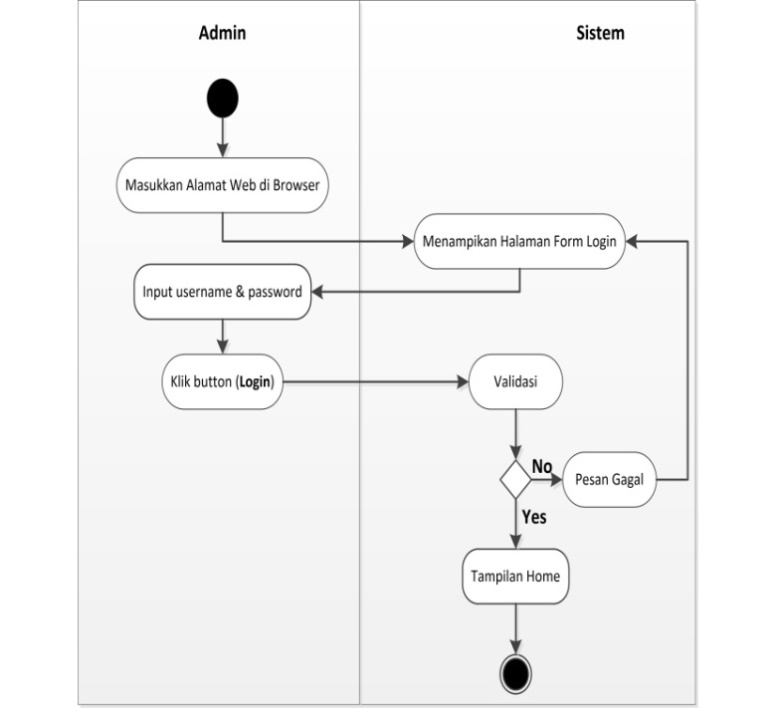 Admin
Sistem
Masukkan Alamat Web di Browser
Menampikan Halaman Form Login
Input username & password
Klik button (Login)
Validasi
No
Pesan Gagal
Yes
Tampilan Home